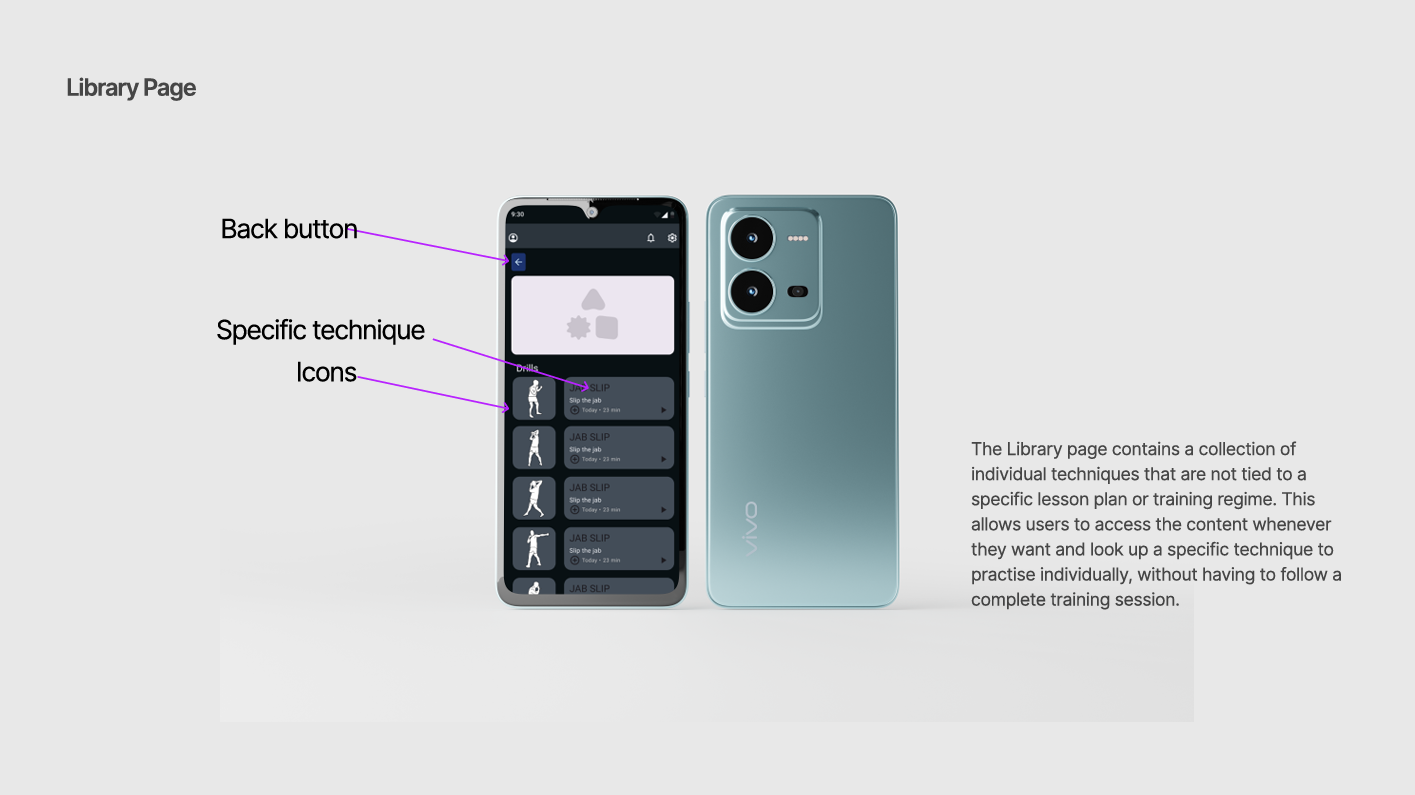 Library Page
Back button
Specific technique
Icons
9:30
Drills
JAB SLIP
Slip the jab
Today • 23 min
JAB SLIP
Slip the jab
Today • 23 min
JAB SLIP
Slip the jab
Today • 23 min
JAB SLIP
Slip the jab
Today • 23 min
JAB SLIP
vivo
The Library page contains a collection of
individual techniques that are not tied to a
specific lesson plan or training regime. This
allows users to access the content whenever
they want and look up a specific technique to
practise individually, without having to follow a
complete training session.